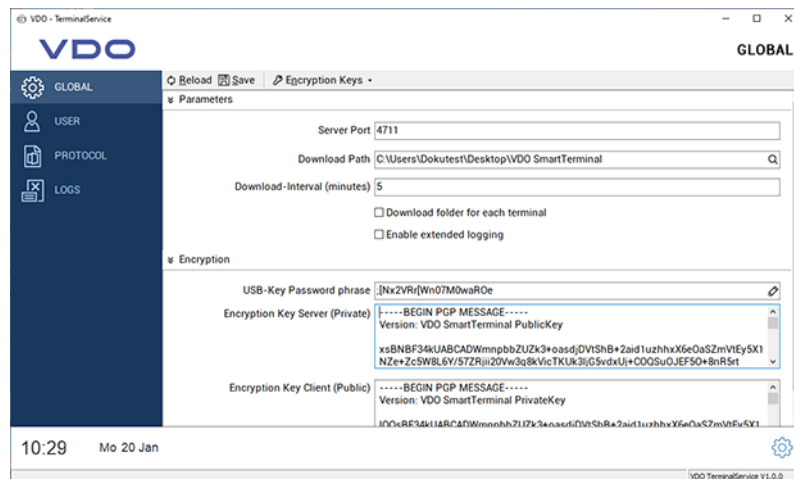 VDO - TerminalService
VDO
GLOBAL
GLOBAL
USER
PROTOCOL
LOGS
Reload Save Encryption Keys
Parameters
Server Port 4711
Download Path C:\Users\Dokutest\Desktop\VDO SmartTerminal
Download-Interval (minutes) 5
Download folder for each terminal
Enable extended logging
Encryption
USB-Key Password phrase ;[Nx2VRr[Wn07M0waROe
Encryption Key Server (Private) -----BEGIN PGP MESSAGE-----
Version: VDO SmartTerminal PublicKey
Encryption Key Client (Public) -----BEGIN PGP MESSAGE-----
Version: VDO SmartTerminal PrivateKey
10:29 Mo 20 Jan
VDO TerminalService V1.0.0